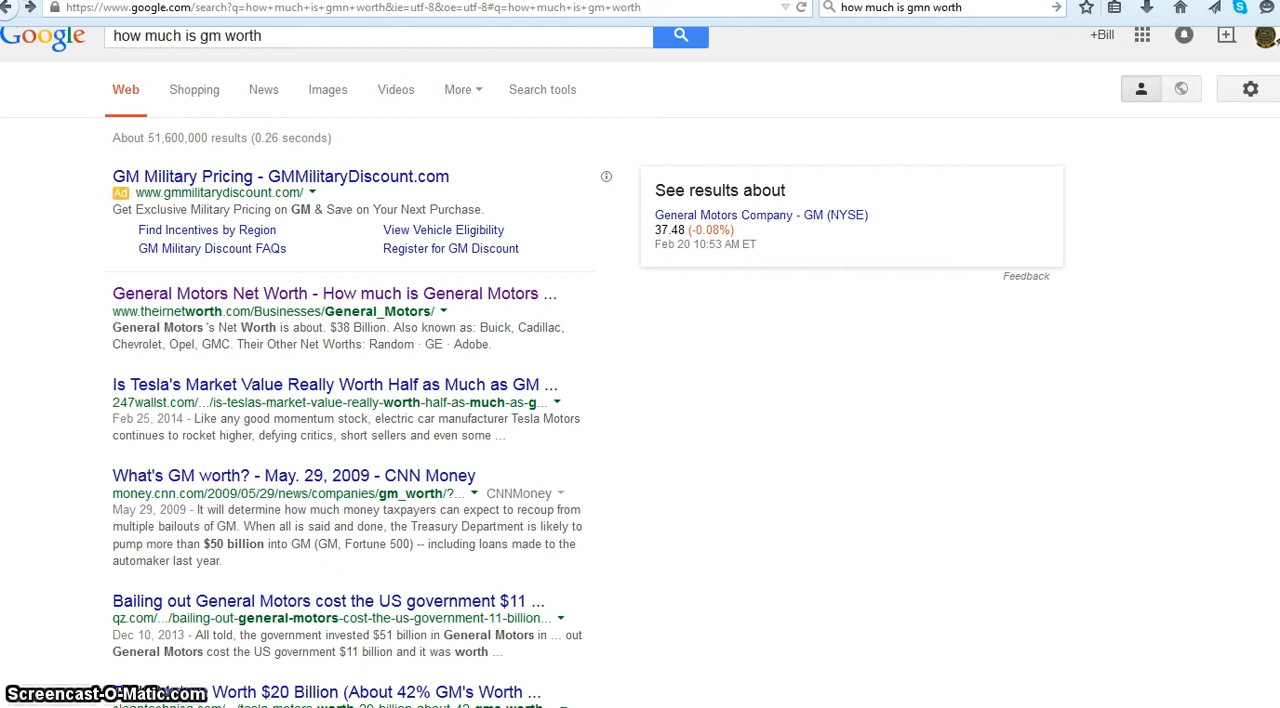 https://www.google.com/search?q=how+much+is+gmn+worth&ie=utf-8&oe=utf-8#q=how+much+is+gm+worth
how much is gmn worth
Google
how much is gm worth
+Bill
Web Shopping News Images Videos More Search tools
About 51,600,000 results (0.26 seconds)
GM Military Pricing - GMMilitaryDiscount.com
Ad www.gmmilitarydiscount.com/
Get Exclusive Military Pricing on GM & Save on Your Next Purchase.
Find Incentives by Region View Vehicle Eligibility
GM Military Discount FAQs Register for GM Discount
See results about
General Motors Company - GM (NYSE)
37.48 (-0.08%)
Feb 20 10:53 AM ET
Feedback
General Motors Net Worth - How much is General Motors ...
www.theirnetworth.com/Businesses/General_Motors/
General Motors 's Net Worth is about. $38 Billion. Also known as: Buick, Cadillac,
Chevrolet, Opel, GMC. Their Other Net Worths: Random · GE · Adobe.
Is Tesla's Market Value Really Worth Half as Much as GM ...
247wallst.com/.../is-teslas-market-value-really-worth-half-as-much-as-g...
Feb 25, 2014 - Like any good momentum stock, electric car manufacturer Tesla Motors
continues to rocket higher, defying critics, short sellers and even some ...
What's GM worth? - May. 29, 2009 - CNN Money
money.cnn.com/2009/05/29/news/companies/gm_worth/?... CNNMoney
May 29, 2009 - It will determine how much money taxpayers can expect to recoup from
multiple bailouts of GM. When all is said and done, the Treasury Department is likely to
pump more than $50 billion into GM (GM, Fortune 500) -- including loans made to the
automaker last year.
Bailing out General Motors cost the US government $11 ...
qz.com/.../bailing-out-general-motors-cost-the-us-government-11-billion...
Dec 10, 2013 - All told, the government invested $51 billion in General Motors in ... out
General Motors cost the US government $11 billion and it was worth ...
Worth $20 Billion (About 42% GM's Worth ...
Screencast-O-Matic.com